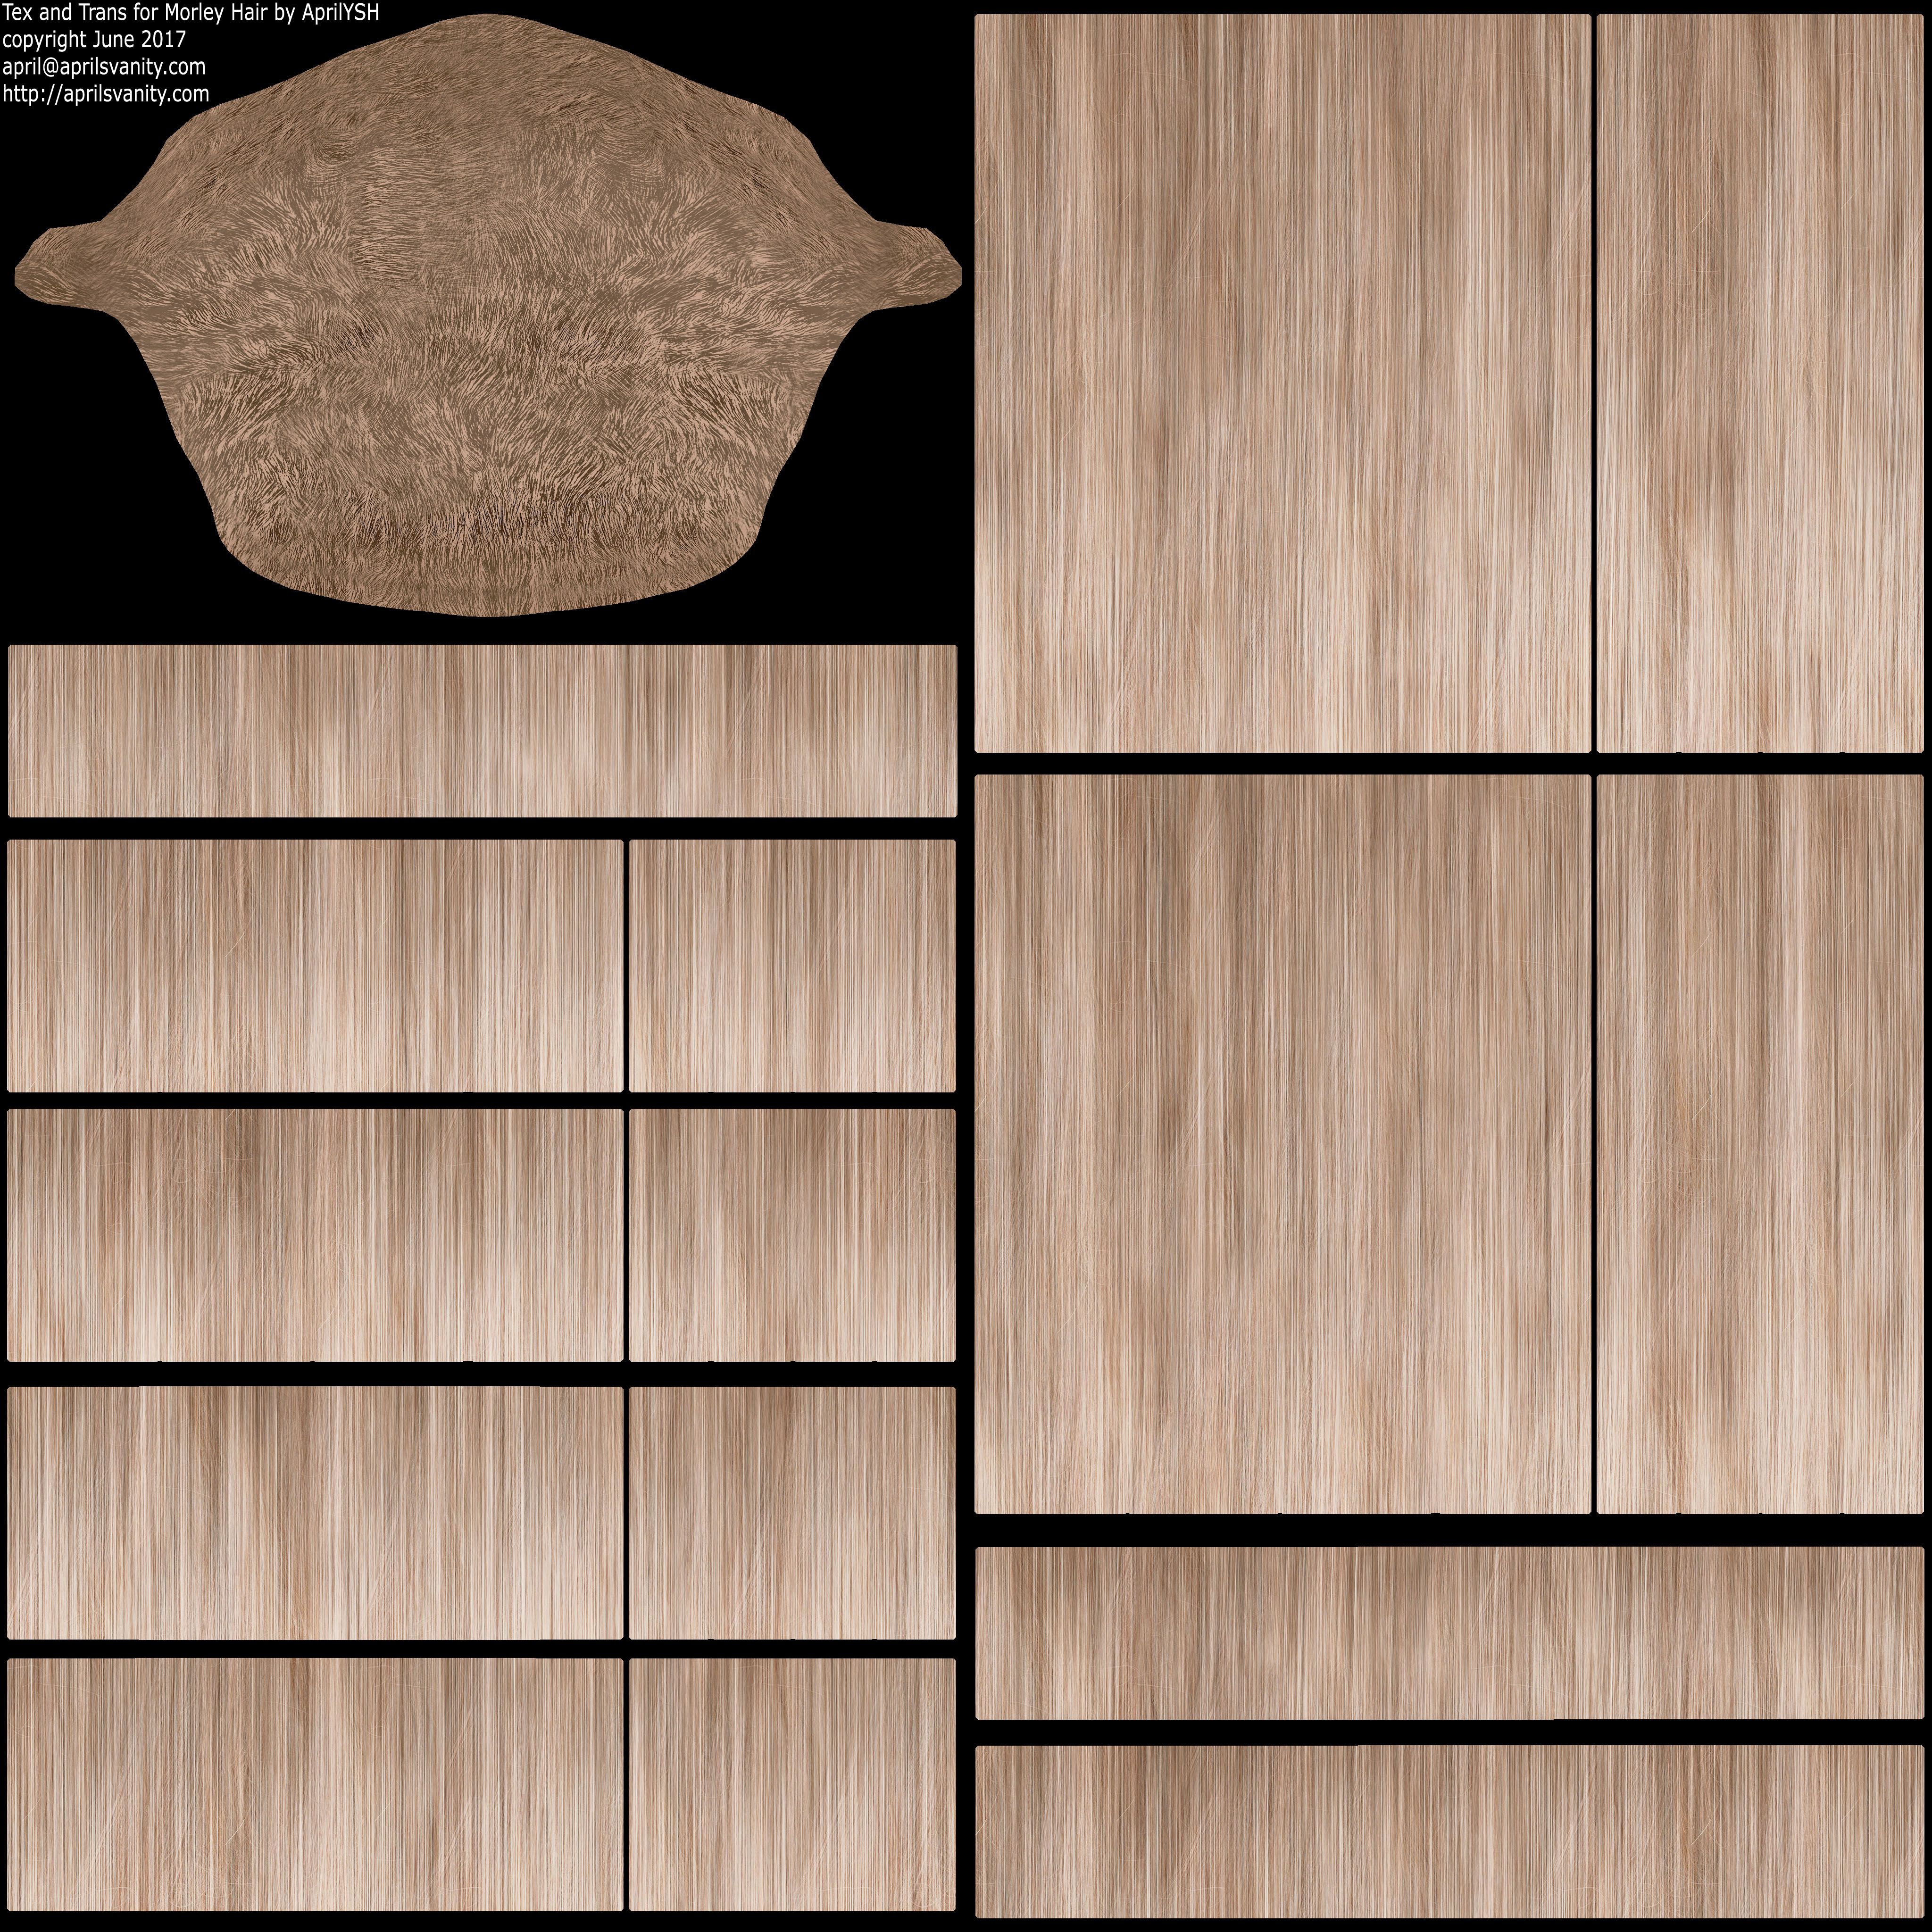 Tex and Trans for Morley Hair by AprilYSH
copyright June 2017
april@aprilsvanity.com
http://aprilsvanity.com